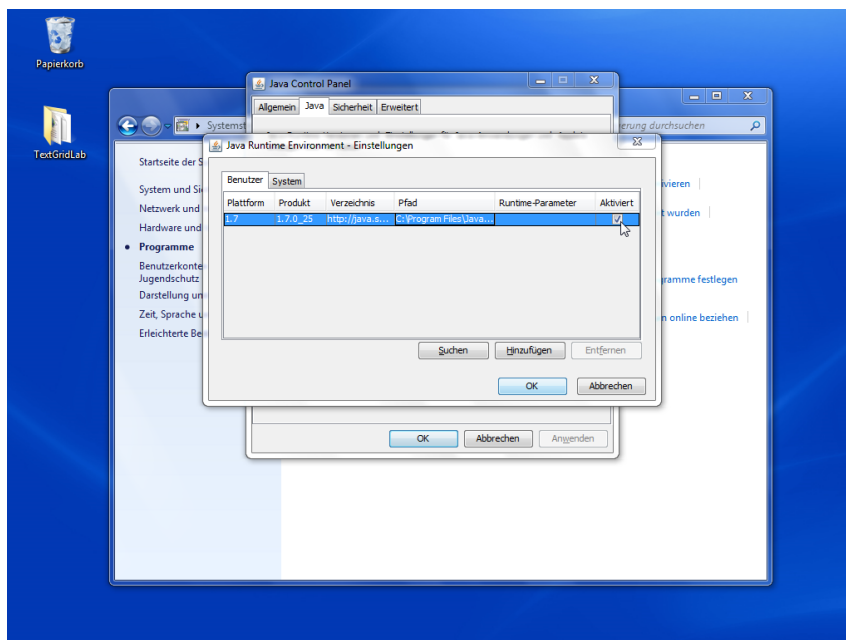 Papierkorb
TextGridLab
Java Control Panel
Allgemein Java Sicherheit Erweitert
Systemst
erung durchsuchen
Java Runtime Environment - Einstellungen
Startseite der S
System und Si
Netzwerk und
Hardware und
Programme
Benutzerkonte
Jugendschutz
Darstellung un
Zeit, Sprache u
Erleichterte Be
Benutzer System
Plattform Produkt Verzeichnis Pfad Runtime-Parameter Aktiviert
1.7 1.7.0_25 http://java.s... C:\Program Files\Java...
Suchen Hinzufügen Entfernen
OK Abbrechen
ivieren
t wurden
gramme festlegen
n online beziehen
OK Abbrechen Anwenden